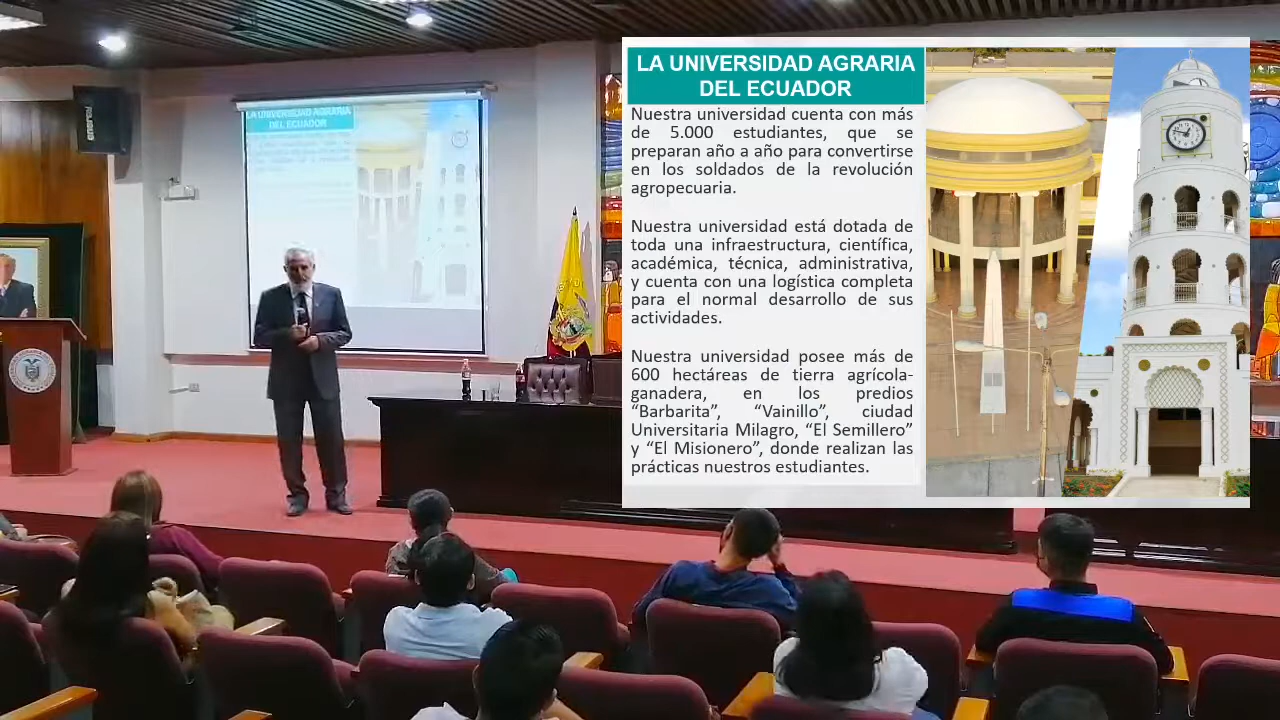 LA UNIVERSIDAD AGRARIA
DEL ECUADOR
LA UNIVERSIDAD AGRARIA
DEL ECUADOR
Nuestra universidad cuenta con más
de 5.000 estudiantes, que se
preparan año a año para convertirse
en los soldados de la revolución
agropecuaria.
Nuestra universidad está dotada de
toda una infraestructura, científica,
académica, técnica, administrativa,
y cuenta con una logística completa
para el normal desarrollo de sus
actividades.
Nuestra universidad posee más de
600 hectáreas de tierra agrícola-
ganadera, en los predios
“Barbarita”, “Vainillo”, ciudad
Universitaria Milagro, “El Semillero”
y “El Misionero”, donde realizan las
prácticas nuestros estudiantes.